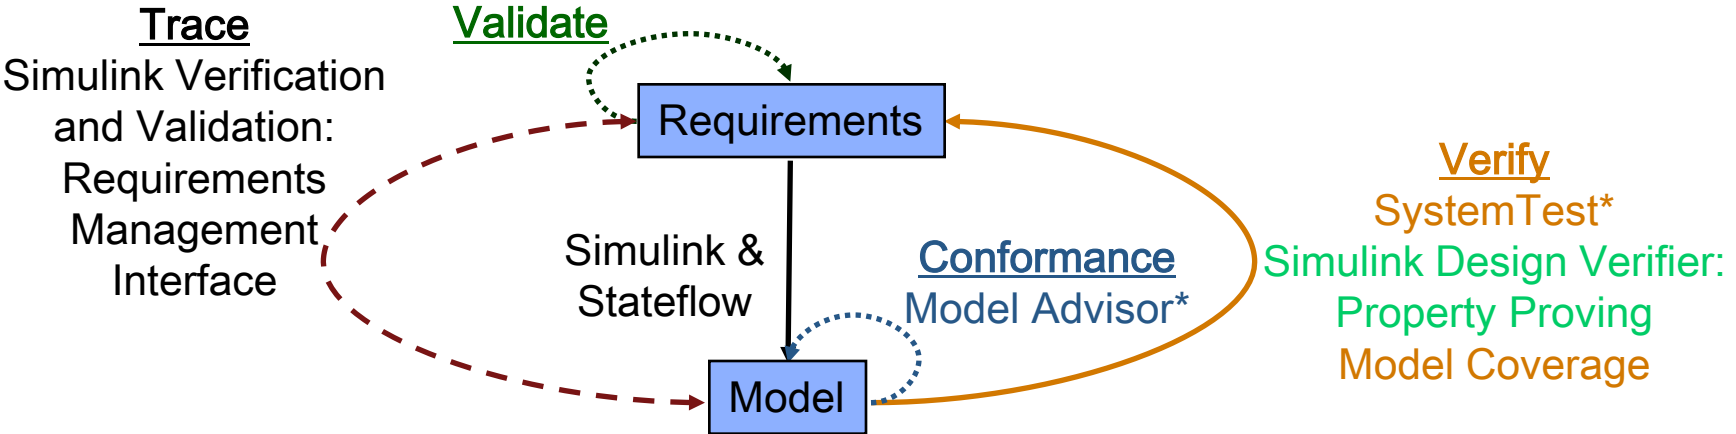 Trace
Simulink Verification
and Validation:
Requirements
Management
Interface
Validate
Requirements
Simulink &
Stateflow
Conformance
Model Advisor*
Model
Verify
SystemTest*
Simulink Design Verifier:
Property Proving
Model Coverage